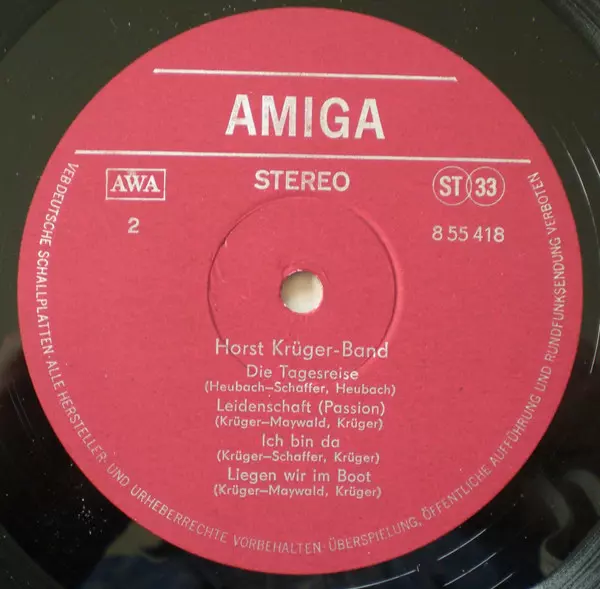 AMIGA
AWA
STEREO
ST 33
2
8 55 418
Horst Krüger-Band
Die Tagesreise
(Heubach—Schaffer, Heubach)
Leidenschaft (Passion)
(Krüger—Maywald, Krüger)
Ich bin da
(Krüger—Schaffer, Krüger)
Liegen wir im Boot
(Krüger—Maywald, Krüger)
VEB DEUTSCHE SCHALLPLATTEN · ALLE HERSTELLER- UND URHEBERRECHTE VORBEHALTEN · ÜBERSPIELUNG, ÖFFENTLICHE AUFFÜHRUNG UND RUNDFUNKSENDUNG VERBOTEN